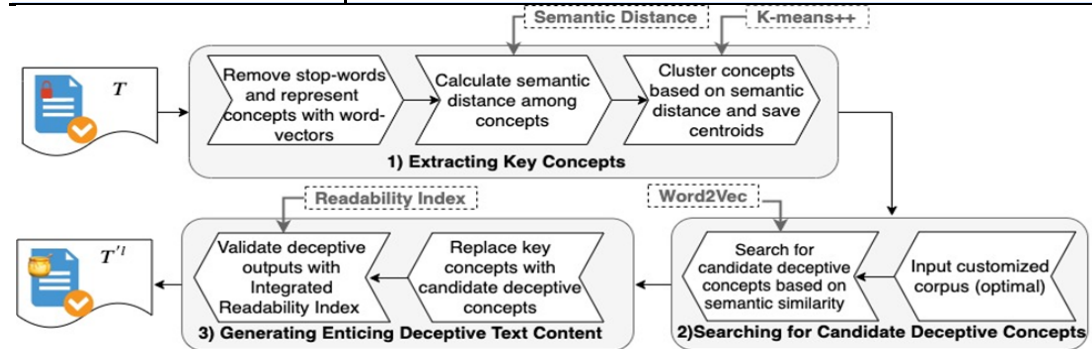 Semantic Distance
K-means++
T
Remove stop-words
and represent
concepts with word-
vectors
Calculate semantic
distance among
concepts
Cluster concepts
based on semantic
distance and save
centroids
1) Extracting Key Concepts
Readability Index
Word2Vec
T'^l
Validate deceptive
outputs with
Integrated
Readability Index
Replace key
concepts with
candidate deceptive
concepts
Search for
candidate deceptive
concepts based on
semantic similarity
Input customized
corpus (optimal)
3) Generating Enticing Deceptive Text Content
2)Searching for Candidate Deceptive Concepts